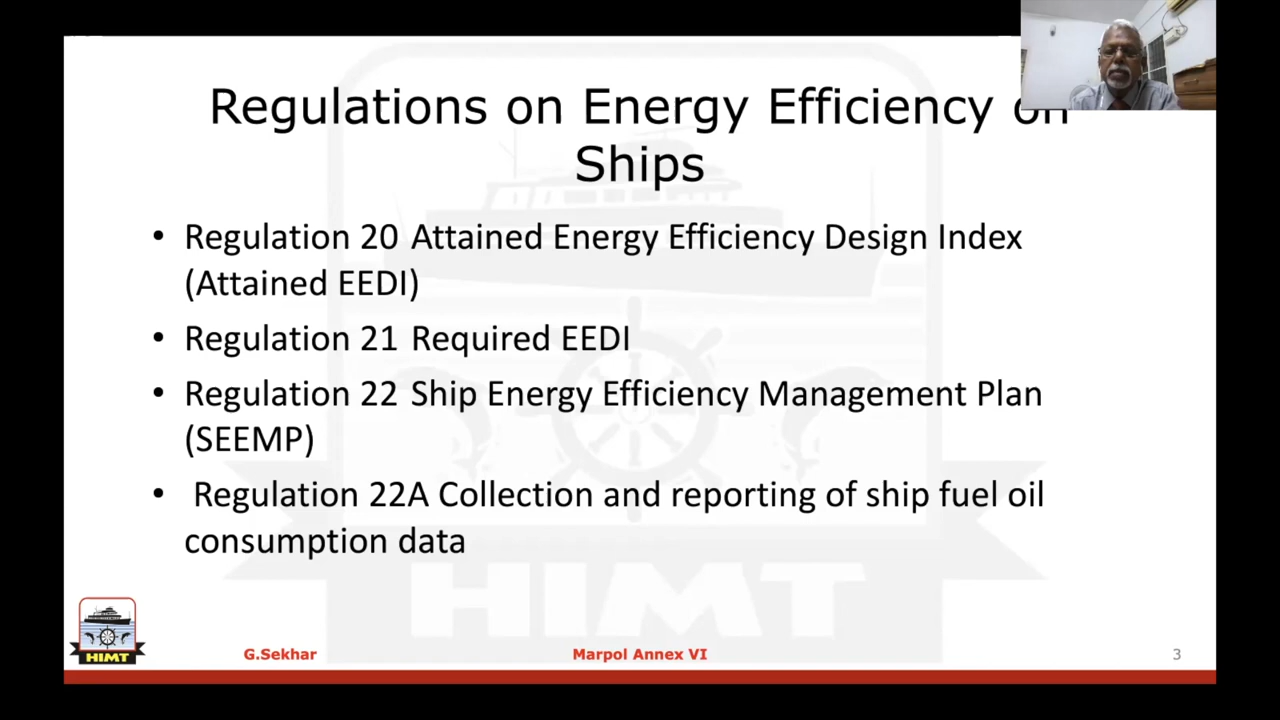 Regulations on Energy Efficiency on
Ships
• Regulation 20 Attained Energy Efficiency Design Index
(Attained EEDI)
• Regulation 21 Required EEDI
• Regulation 22 Ship Energy Efficiency Management Plan
(SEEMP)
• Regulation 22A Collection and reporting of ship fuel oil
consumption data
HIMT
HIMT
G.Sekhar
Marpol Annex VI
3